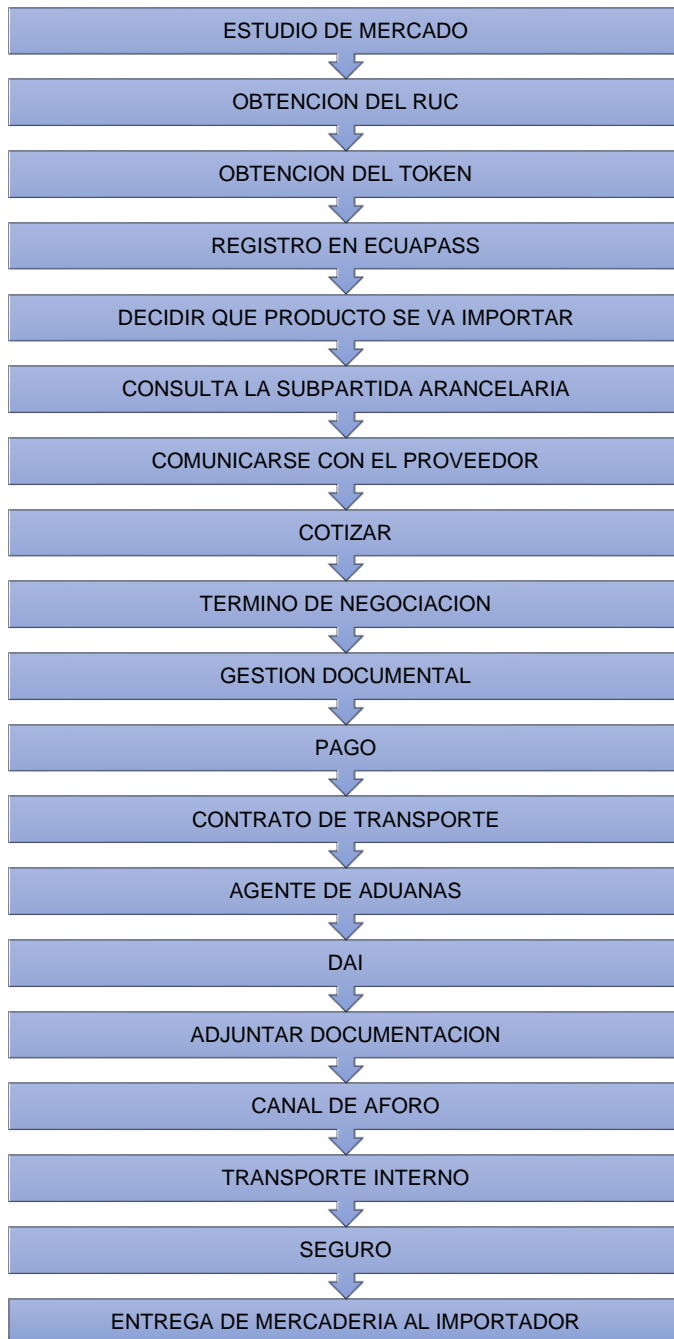 ESTUDIO DE MERCADO
OBTENCION DEL RUC
OBTENCION DEL TOKEN
REGISTRO EN ECUAPASS
DECIDIR QUE PRODUCTO SE VA IMPORTAR
CONSULTA LA SUBPARTIDA ARANCELARIA
COMUNICARSE CON EL PROVEEDOR
COTIZAR
TERMINO DE NEGOCIACION
GESTION DOCUMENTAL
PAGO
CONTRATO DE TRANSPORTE
AGENTE DE ADUANAS
DAI
ADJUNTAR DOCUMENTACION
CANAL DE AFORO
TRANSPORTE INTERNO
SEGURO
ENTREGA DE MERCADERIA AL IMPORTADOR